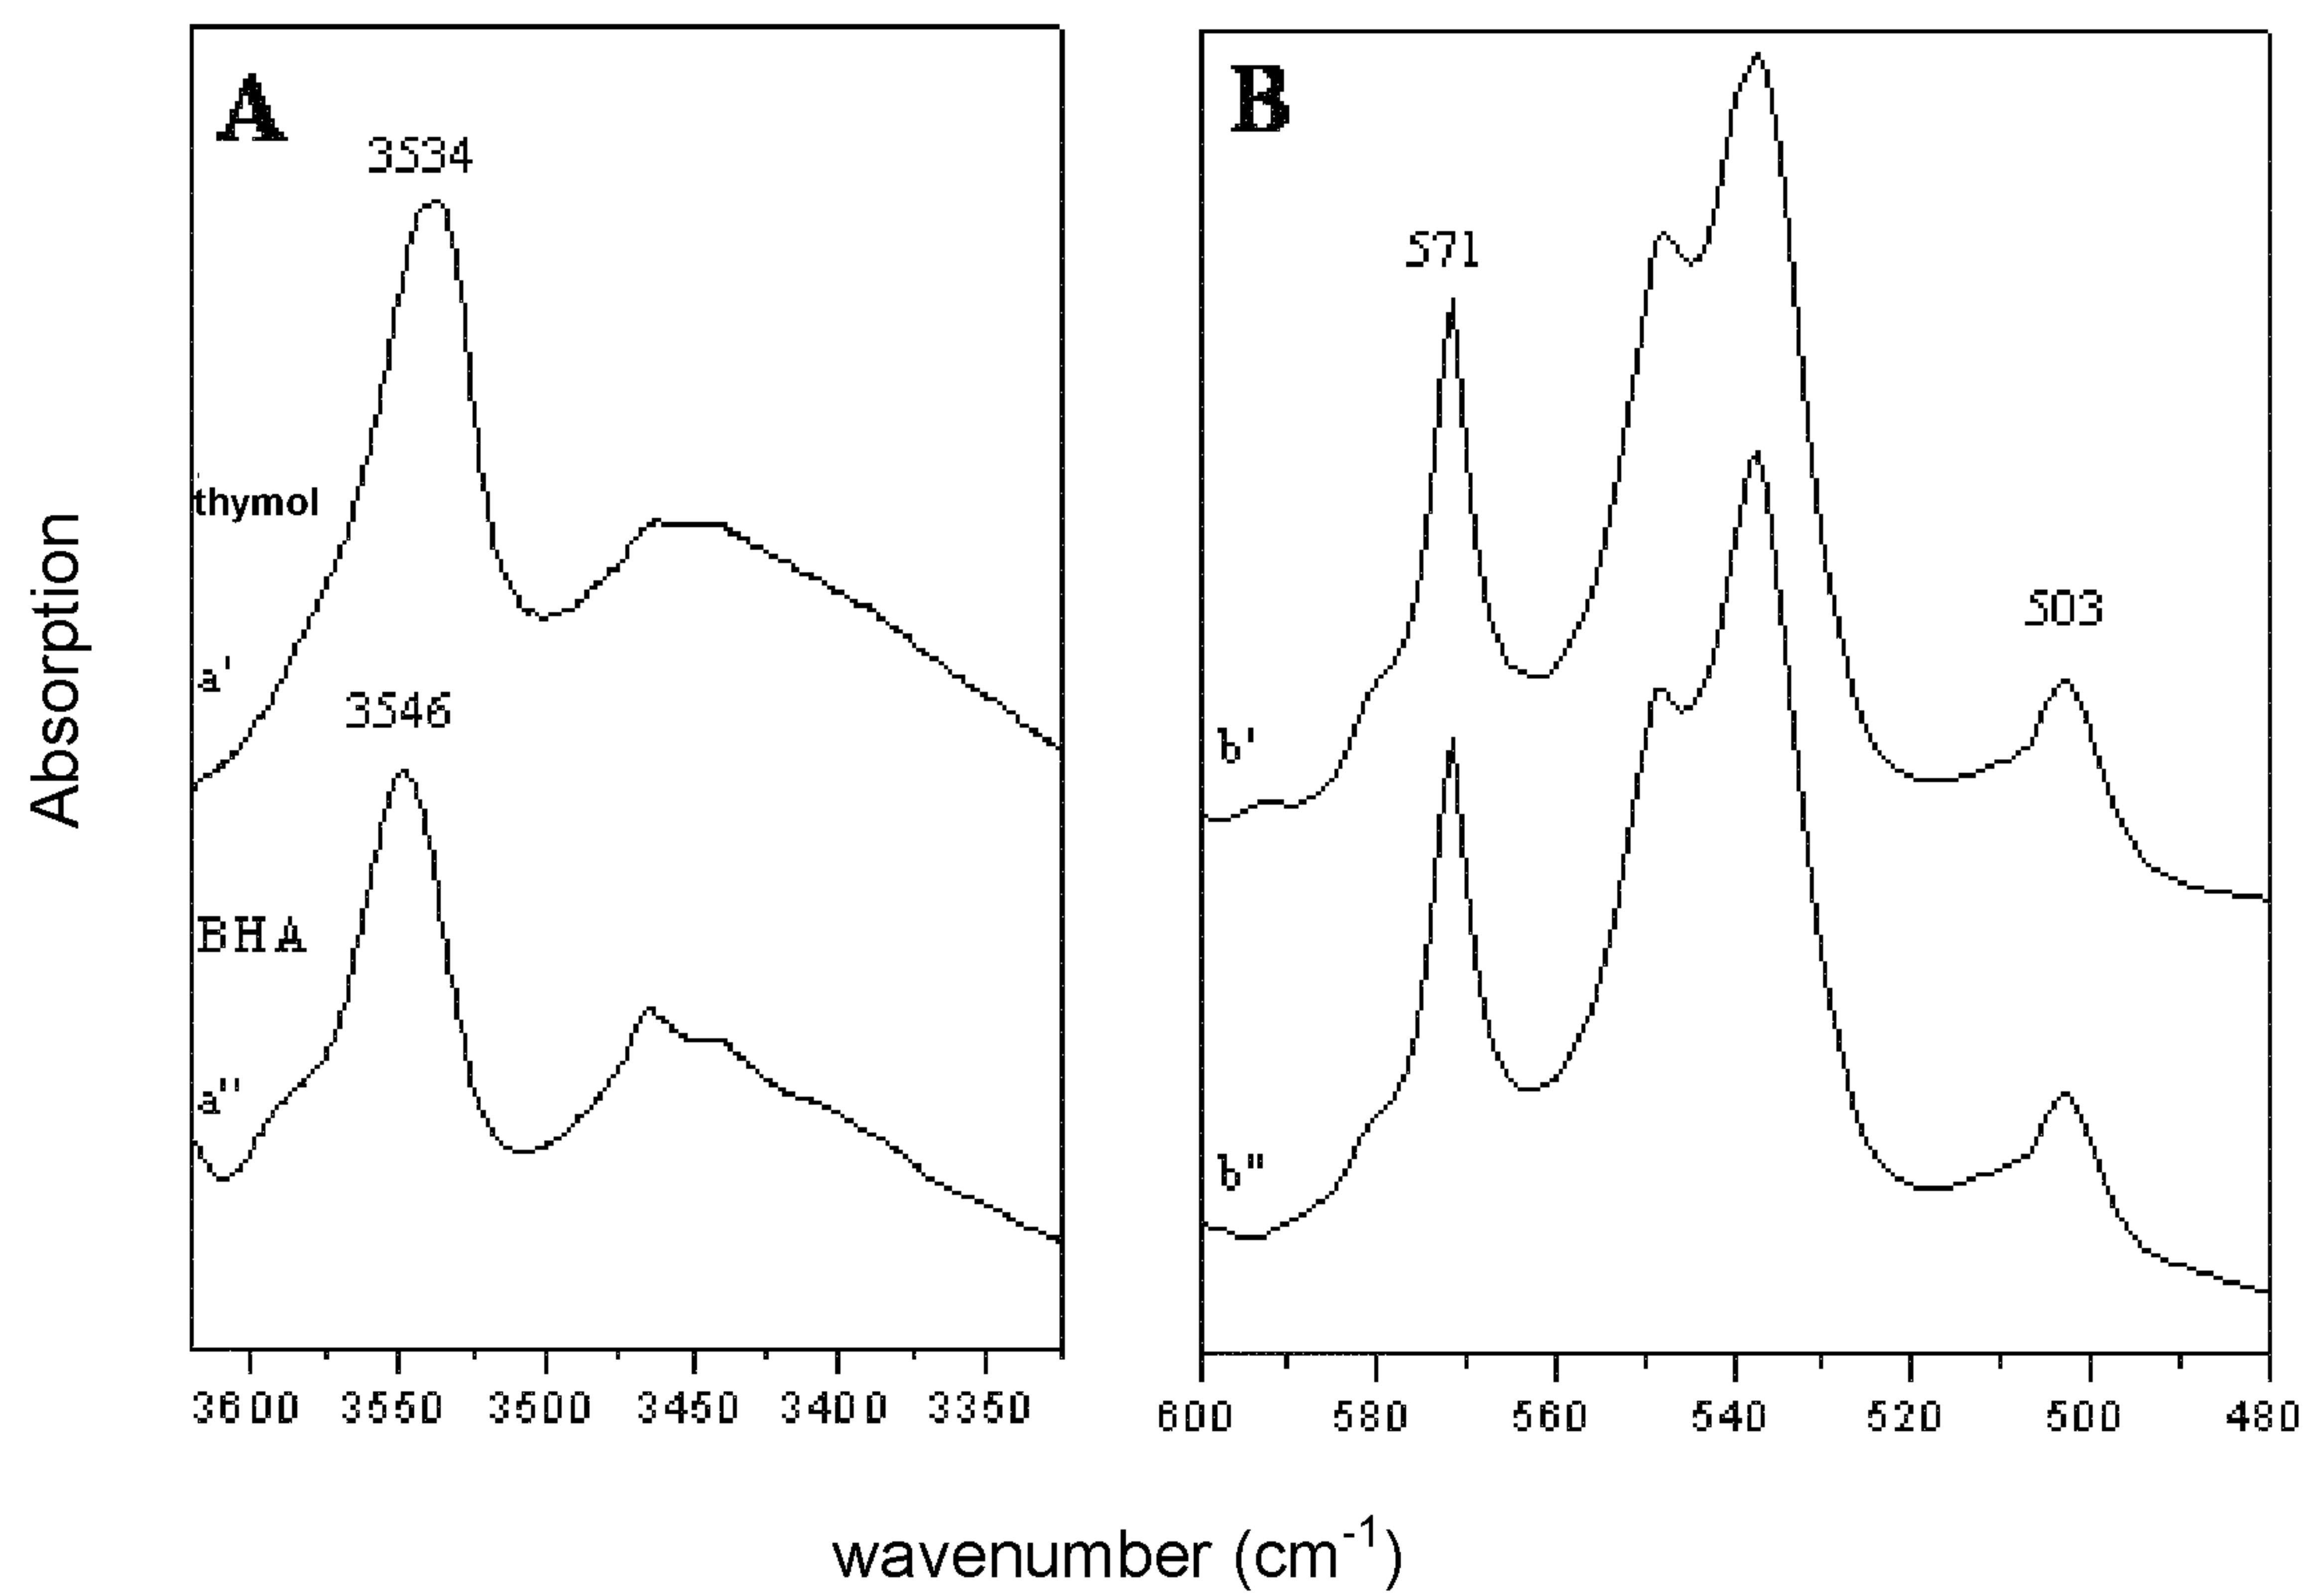 A
3534
thymol
a'
3546
BHA
a"
3600 3550 3500 3450 3400 3350
B
571
503
b'
b"
600 580 560 540 520 500 480
Absorption
wavenumber (cm-1)